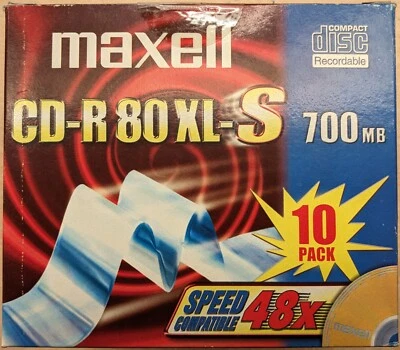 maxell
COMPACT
disc
Recordable
CD-R 80 XL-S
700 MB
10
PACK
SPEED
COMPATIBLE
48x